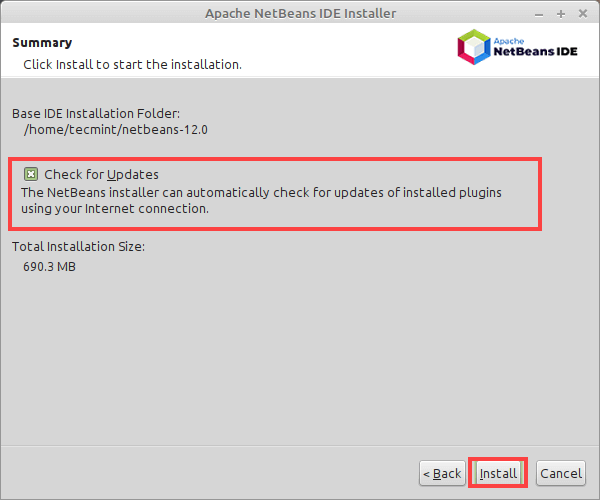 Apache NetBeans IDE Installer
Summary
Click Install to start the installation.
Apache
NetBeans IDE
Base IDE Installation Folder:
/home/tecmint/netbeans-12.0
Check for Updates
The NetBeans installer can automatically check for updates of installed plugins
using your Internet connection.
Total Installation Size:
690.3 MB
< Back
Install
Cancel